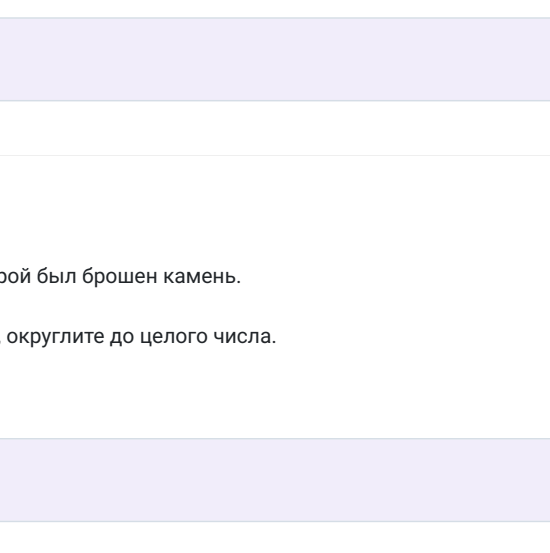 рой был брошен камень.
округлите до целого числа.